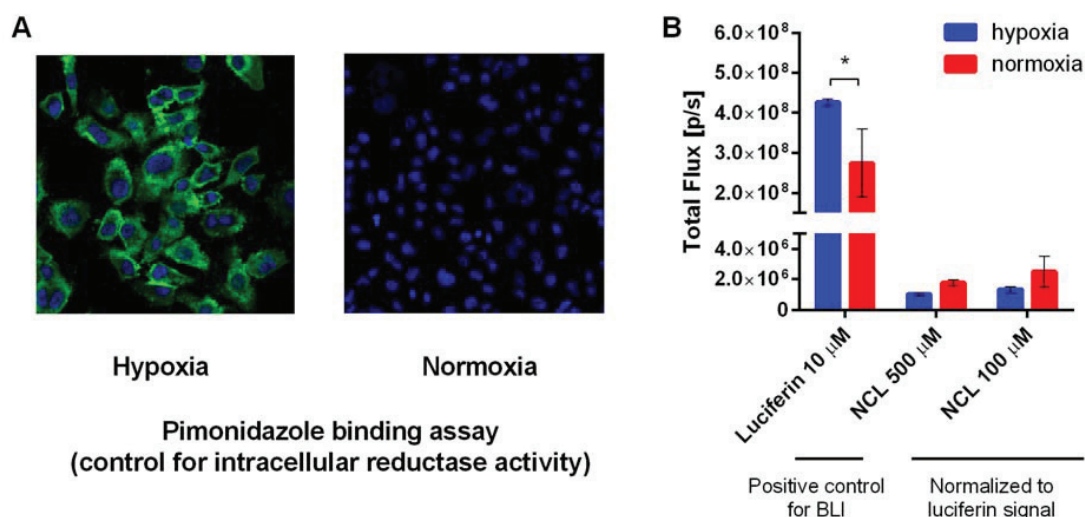 A
Hypoxia
Normoxia
Pimonidazole binding assay
(control for intracellular reductase activity)
B
hypoxia
normoxia
*
Total Flux [p/s]
6.0×10⁸
5.0×10⁸
4.0×10⁸
3.0×10⁸
2.0×10⁸
4.0×10⁶
2.0×10⁶
0
Luciferin 10 μM
NCL 500 μM
NCL 100 μM
Positive control
for BLI
Normalized to
luciferin signal